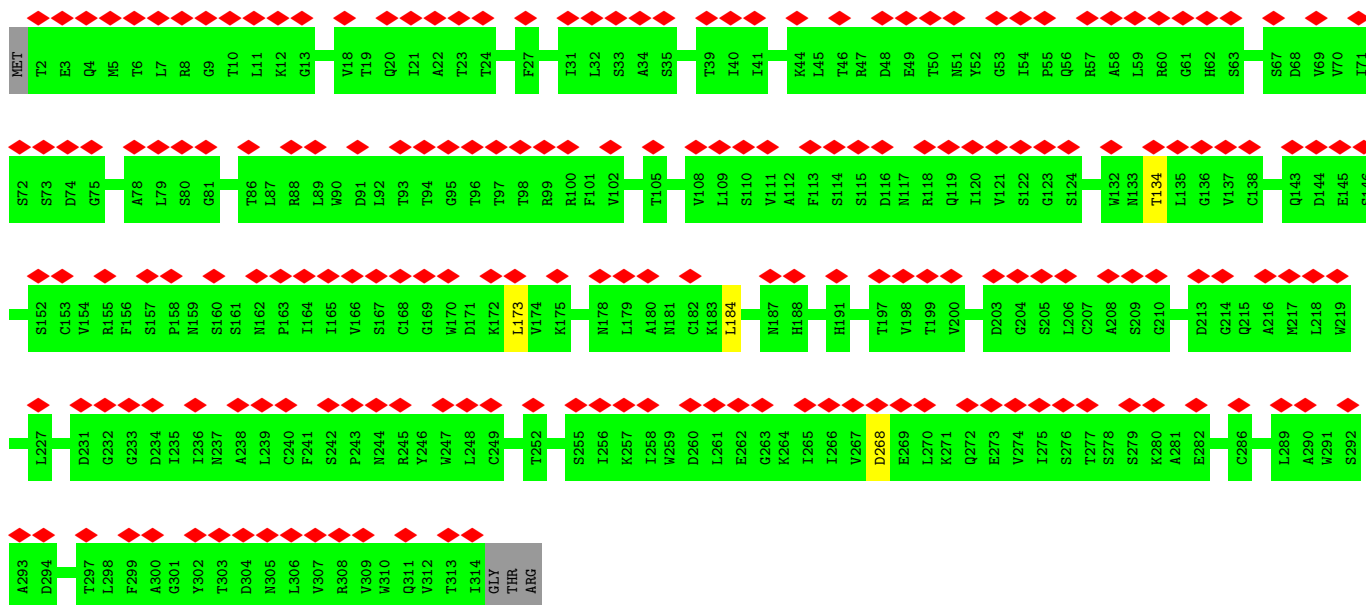 MET T2 E3 Q4 M5 T6 L7 R8 G9 T10 L11 K12 G13 V18 T19 Q20 I21 A22 T23 T24 F27 I31 L32 S33 A34 S35 T39 I40 I41 K44 L45 T46 R47 D48 E49 T50 N51 Y52 G53 I54 P55 Q56 R57 A58 L59 R60 G61 H62 S63 S67 D68 V69 V70 I71
S72 S73 D74 G75 A78 L79 S80 G81 T86 L87 R88 L89 W90 D91 L92 T93 T94 G95 T96 T97 T98 R99 R100 F101 V102 T105 V108 L109 S110 V111 A112 F113 S114 S115 D116 N117 R118 Q119 I120 V121 S122 G123 S124 W132 N133 T134 L135 G136 V137 C138 Q143 D144 E145 S146
S152 C153 V154 R155 F156 S157 P158 N159 S160 S161 N162 P163 I164 I165 V166 S167 C168 G169 W170 D171 K172 L173 V174 K175 N178 L179 A180 N181 C182 K183 L184 N187 H188 H191 T197 V198 T199 V200 D203 G204 S205 L206 C207 A208 S209 G210 D213 G214 Q215 A216 M217 L218 W219
L227 D231 G232 G233 D234 I235 I236 N237 A238 L239 C240 F241 S242 P243 N244 R245 Y246 W247 L248 C249 T252 S255 I256 K257 I258 W259 D260 L261 E262 G263 K264 I265 I266 V267 D268 E269 L270 K271 Q272 E273 V274 I275 S276 T277 S278 S279 K280 A281 E282 C286 L289 A290 W291 S292
A293 D294 T297 L298 F299 A300 G301 Y302 T303 D304 N305 L306 V307 R308 V309 W310 Q311 V312 T313 I314 GLY THR ARG